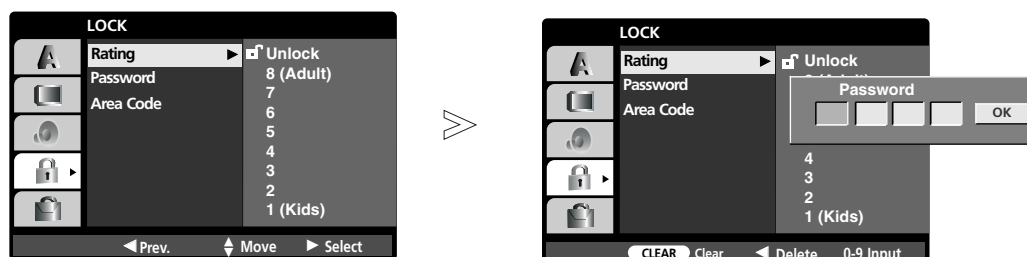 LOCK
Rating ► Unlock
Password 8 (Adult)
Area Code 7
6
5
4
3
2
1 (Kids)
◄ Prev. Move ► Select
LOCK
Rating ► Unlock
Password
Area Code
Password
OK
4
3
2
1 (Kids)
CLEAR Clear ◄ Delete 0-9 Input